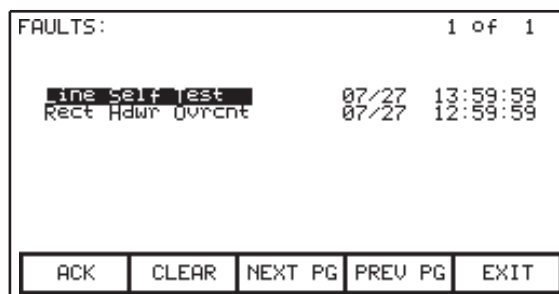 FAULTS: 1 Of 1
Line Self Test 07/27 13:59:59
Rect Hdwr Ovrcnt 07/27 12:59:59
ACK CLEAR NEXT PG PREV PG EXIT